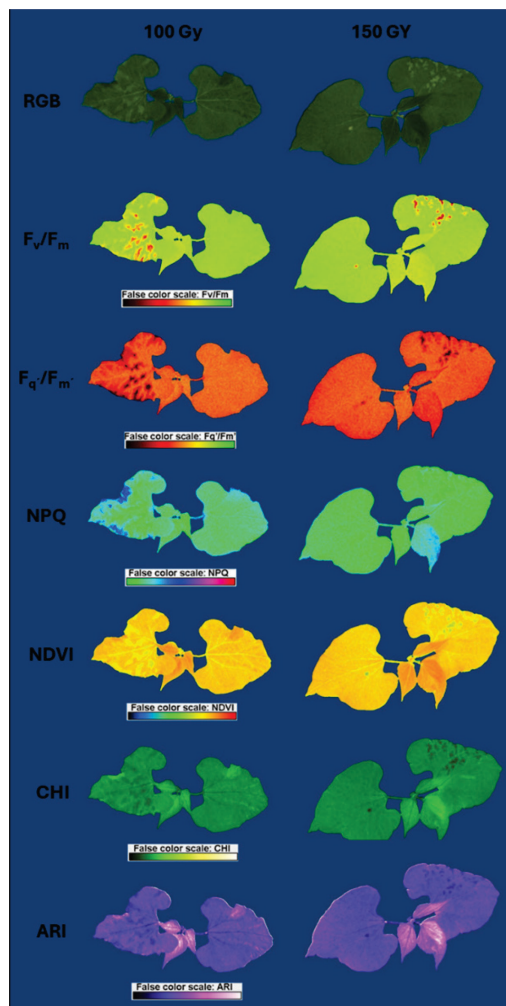 100 Gy 150 GY
RGB
Fv/Fm
False color scale: Fv/Fm
Fq´/Fm´
False color scale: Fq'/Fm'
NPQ
False color scale: NPQ
NDVI
False color scale: NDVI
CHI
False color scale: CHI
ARI
False color scale: ARI